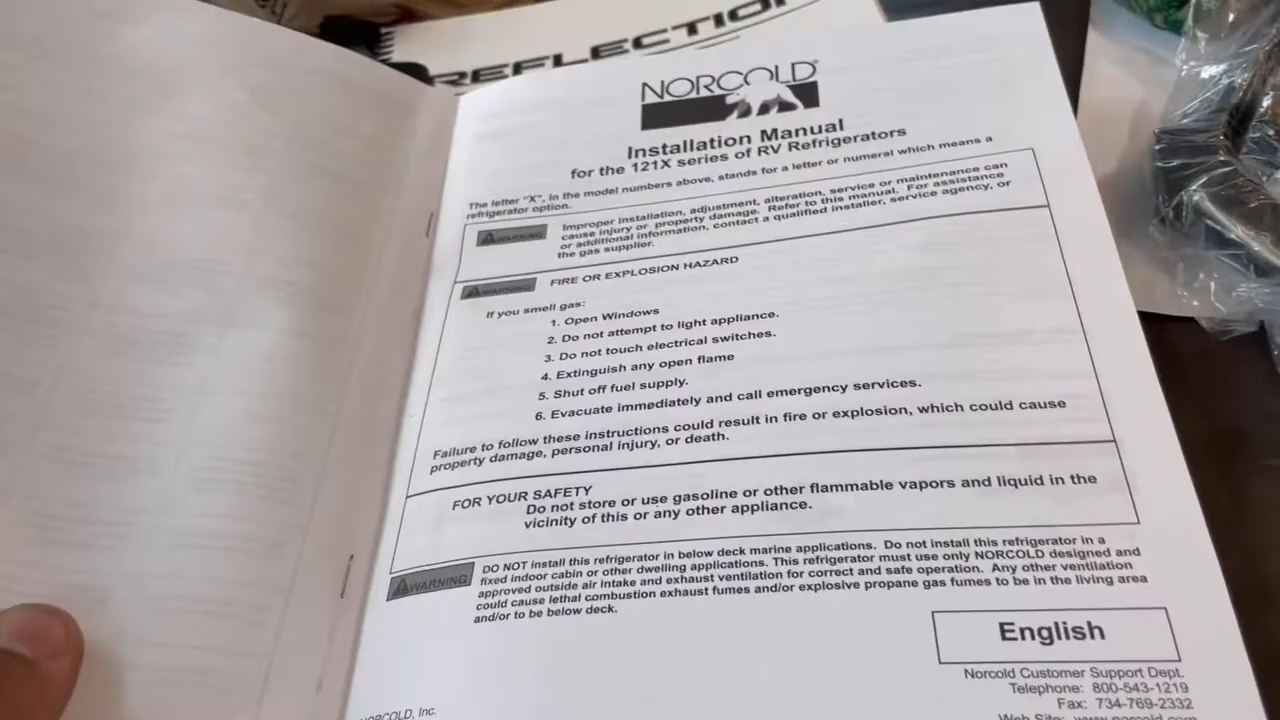 REFLECTION
NORCOLD
Installation Manual
for the 121X series of RV Refrigerators
The letter "X", in the model numbers above, stands for a letter or numeral which means a
refrigerator option.
WARNING
Improper installation, adjustment, alteration, service or maintenance can
cause injury or property damage. Refer to this manual. For assistance
or additional information, contact a qualified installer, service agency, or
the gas supplier.
WARNING
FIRE OR EXPLOSION HAZARD
If you smell gas:
1. Open Windows
2. Do not attempt to light appliance.
3. Do not touch electrical switches.
4. Extinguish any open flame
5. Shut off fuel supply.
6. Evacuate immediately and call emergency services.
Failure to follow these instructions could result in fire or explosion, which could cause
property damage, personal injury, or death.
FOR YOUR SAFETY
Do not store or use gasoline or other flammable vapors and liquid in the
vicinity of this or any other appliance.
WARNING
DO NOT install this refrigerator in below deck marine applications. Do not install this refrigerator in a
fixed indoor cabin or other dwelling applications. This refrigerator must use only NORCOLD designed and
approved outside air intake and exhaust ventilation for correct and safe operation. Any other ventilation
could cause lethal combustion exhaust fumes and/or explosive propane gas fumes to be in the living area
and/or to be below deck.
English
Norcold Customer Support Dept.
Telephone: 800-543-1219
Fax: 734-769-2332
Web Site: www.norcold.com
NORCOLD, Inc.